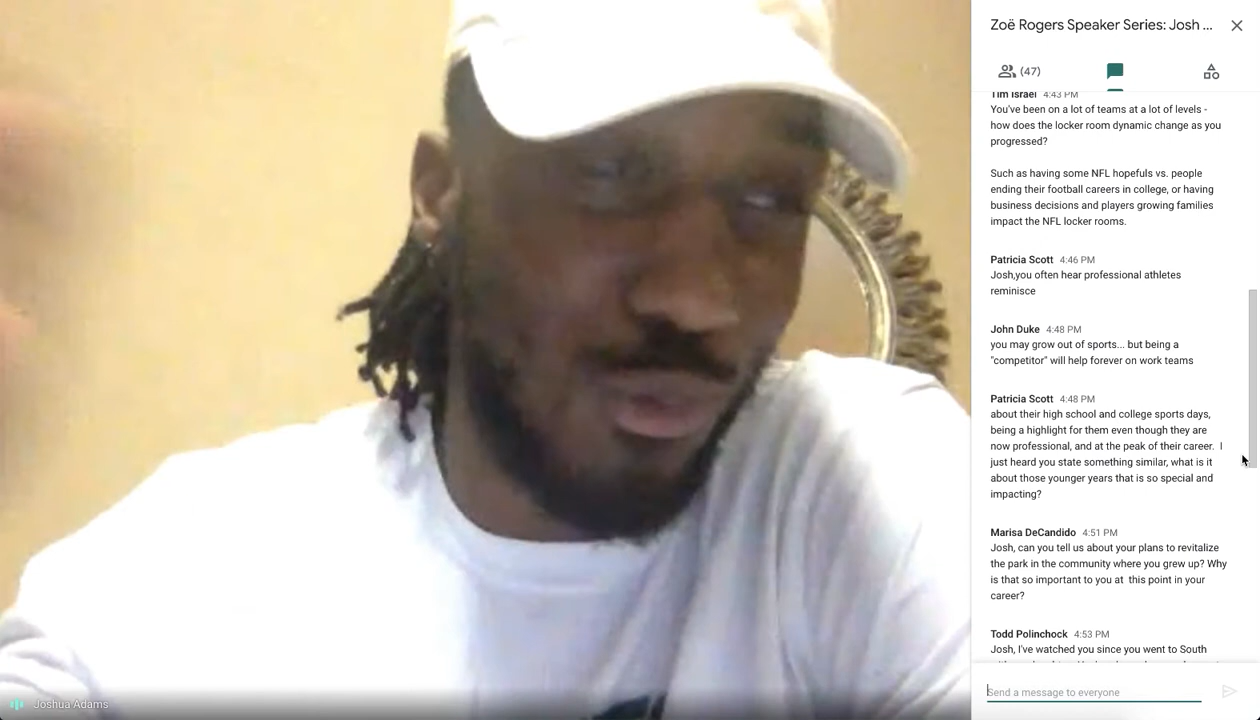 Zoë Rogers Speaker Series: Josh ...
(47)
Tim Israel 4:43 PM
You've been on a lot of teams at a lot of levels -
how does the locker room dynamic change as you
progressed?
Such as having some NFL hopefuls vs. people
ending their football careers in college, or having
business decisions and players growing families
impact the NFL locker rooms.
Patricia Scott 4:46 PM
Josh,you often hear professional athletes
reminisce
John Duke 4:48 PM
you may grow out of sports... but being a
"competitor" will help forever on work teams
Patricia Scott 4:48 PM
about their high school and college sports days,
being a highlight for them even though they are
now professional, and at the peak of their career. I
just heard you state something similar, what is it
about those younger years that is so special and
impacting?
Marisa DeCandido 4:51 PM
Josh, can you tell us about your plans to revitalize
the park in the community where you grew up? Why
is that so important to you at this point in your
career?
Todd Polinchock 4:53 PM
Josh, I've watched you since you went to South
Send a message to everyone
Joshua Adams